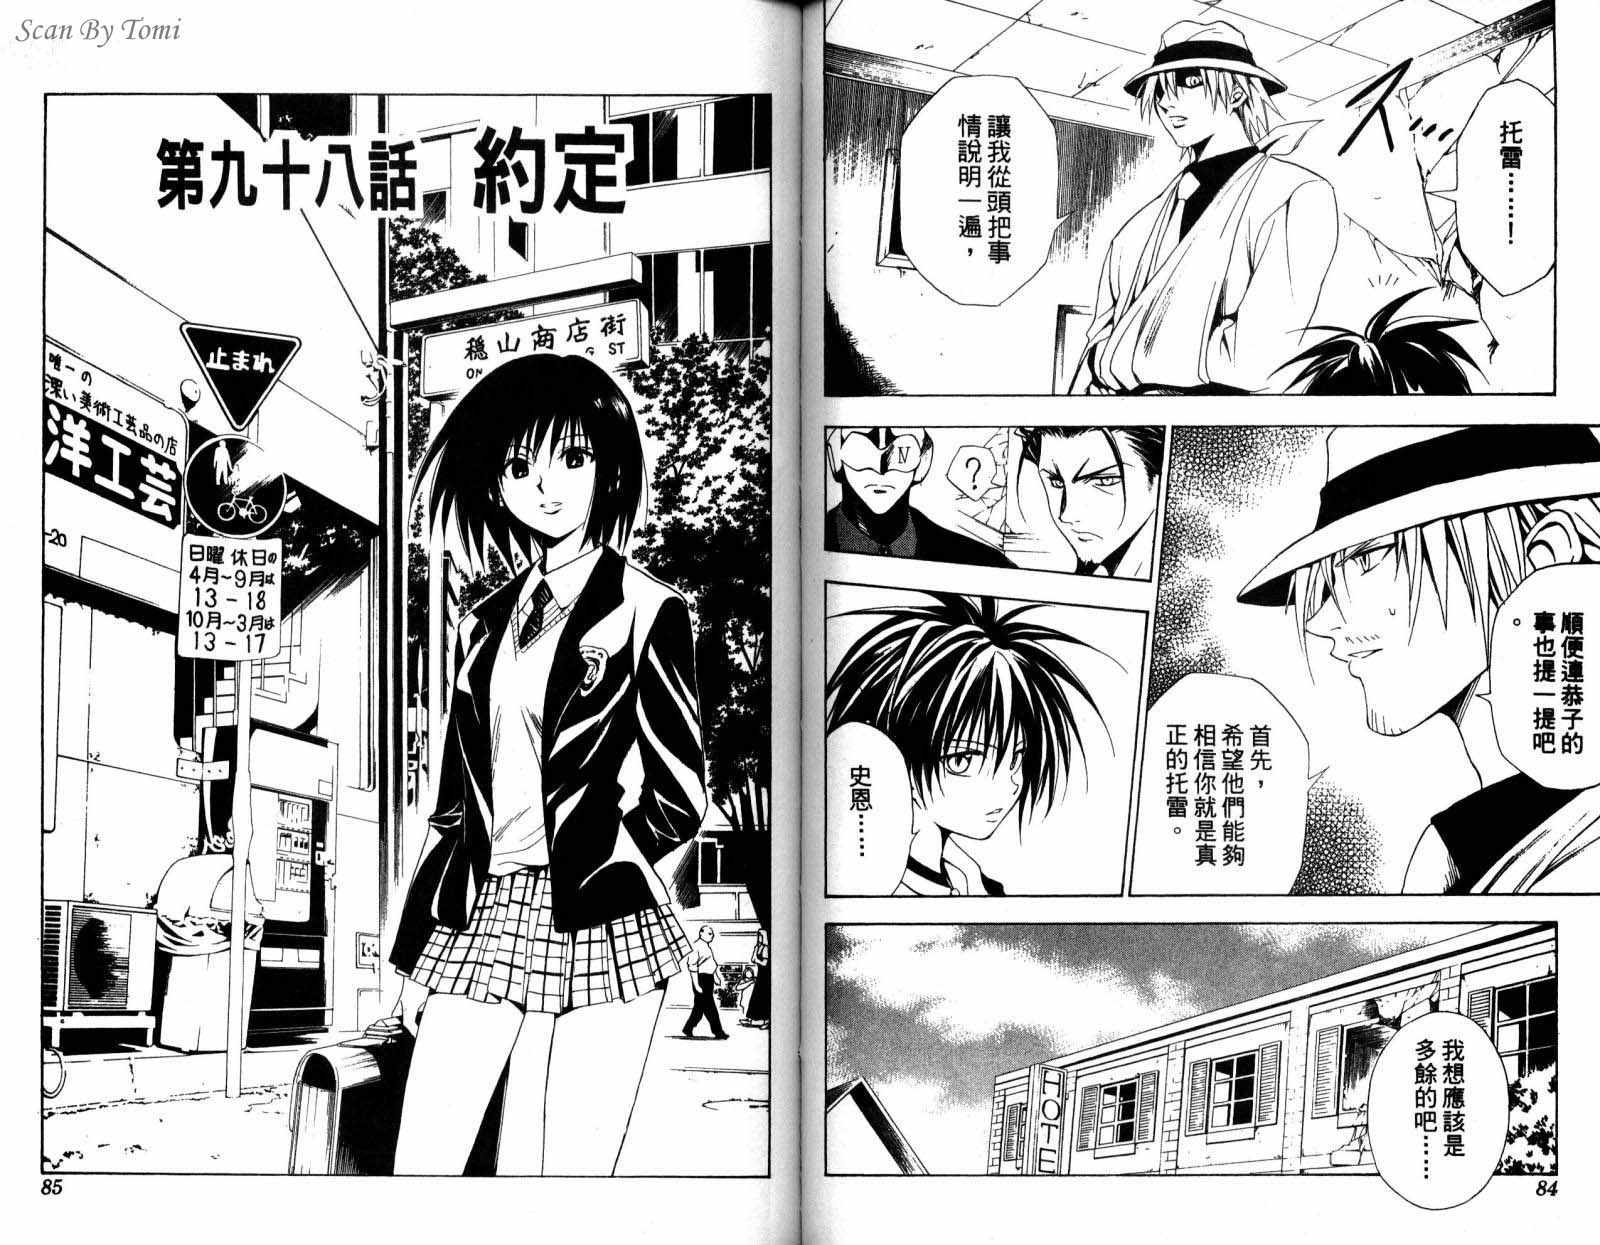 Scan By Tomi
托雷……!
讓我從頭把事
情說明一遍，
順便連恭子的
事也提一提吧
。
首先，
希望他們能夠
相信你就是真
正的托雷。
?
IV
史恩……
我想應該是
多餘的吧……
HOTE
84
第九十八話 約定
穏山商店街
ON
G ST
止まれ
唯一の
深い美術工芸品の店
洋工芸
-20
日曜休日の
4月～9月は
13-18
10月～3月は
13-17
85